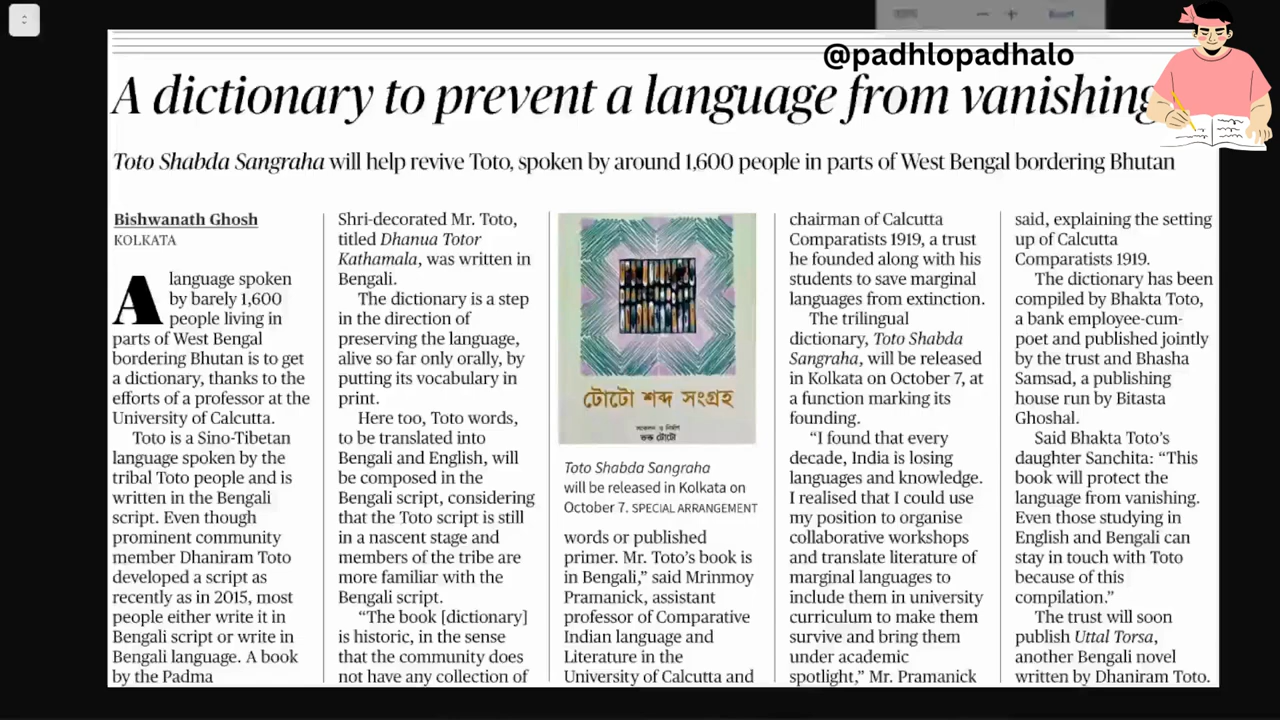 @padhlopadhalo
A dictionary to prevent a language from vanishing
Toto Shabda Sangraha will help revive Toto, spoken by around 1,600 people in parts of West Bengal bordering Bhutan
Bishwanath Ghosh
KOLKATA
A language spoken
by barely 1,600
people living in
parts of West Bengal
bordering Bhutan is to get
a dictionary, thanks to the
efforts of a professor at the
University of Calcutta.
Toto is a Sino-Tibetan
language spoken by the
tribal Toto people and is
written in the Bengali
script. Even though
prominent community
member Dhaniram Toto
developed a script as
recently as in 2015, most
people either write it in
Bengali script or write in
Bengali language. A book
by the Padma
Shri-decorated Mr. Toto,
titled Dhanua Totor
Kathamala, was written in
Bengali.
The dictionary is a step
in the direction of
preserving the language,
alive so far only orally, by
putting its vocabulary in
print.
Here too, Toto words,
to be translated into
Bengali and English, will
be composed in the
Bengali script, considering
that the Toto script is still
in a nascent stage and
members of the tribe are
more familiar with the
Bengali script.
“The book [dictionary]
is historic, in the sense
that the community does
not have any collection of
টোটো শব্দ সংগ্রহ
সংকলন ও নির্মাণ
ভক্ত টোটো
Toto Shabda Sangraha
will be released in Kolkata on
October 7. SPECIAL ARRANGEMENT
words or published
primer. Mr. Toto’s book is
in Bengali,” said Mrinmoy
Pramanick, assistant
professor of Comparative
Indian language and
Literature in the
University of Calcutta and
chairman of Calcutta
Comparatists 1919, a trust
he founded along with his
students to save marginal
languages from extinction.
The trilingual
dictionary, Toto Shabda
Sangraha, will be released
in Kolkata on October 7, at
a function marking its
founding.
“I found that every
decade, India is losing
languages and knowledge.
I realised that I could use
my position to organise
collaborative workshops
and translate literature of
marginal languages to
include them in university
curriculum to make them
survive and bring them
under academic
spotlight,” Mr. Pramanick
said, explaining the setting
up of Calcutta
Comparatists 1919.
The dictionary has been
compiled by Bhakta Toto,
a bank employee-cum-
poet and published jointly
by the trust and Bhasha
Samsad, a publishing
house run by Bitasta
Ghoshal.
Said Bhakta Toto’s
daughter Sanchita: “This
book will protect the
language from vanishing.
Even those studying in
English and Bengali can
stay in touch with Toto
because of this
compilation.”
The trust will soon
publish Uttal Torsa,
another Bengali novel
written by Dhaniram Toto.